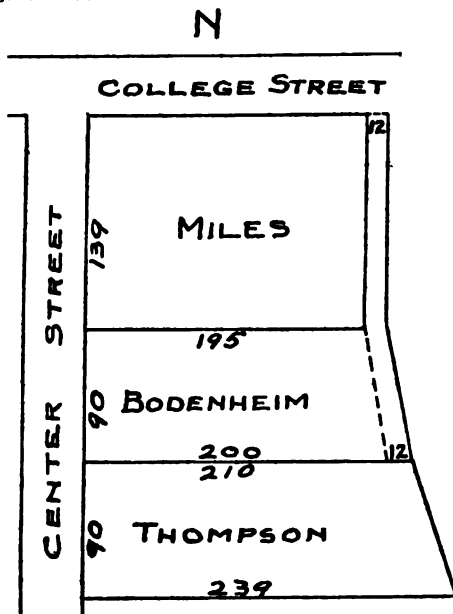 N
COLLEGE STREET
12
MILES
139
CENTER STREET
195
BODENHEIM
90
200
12
210
THOMPSON
90
239